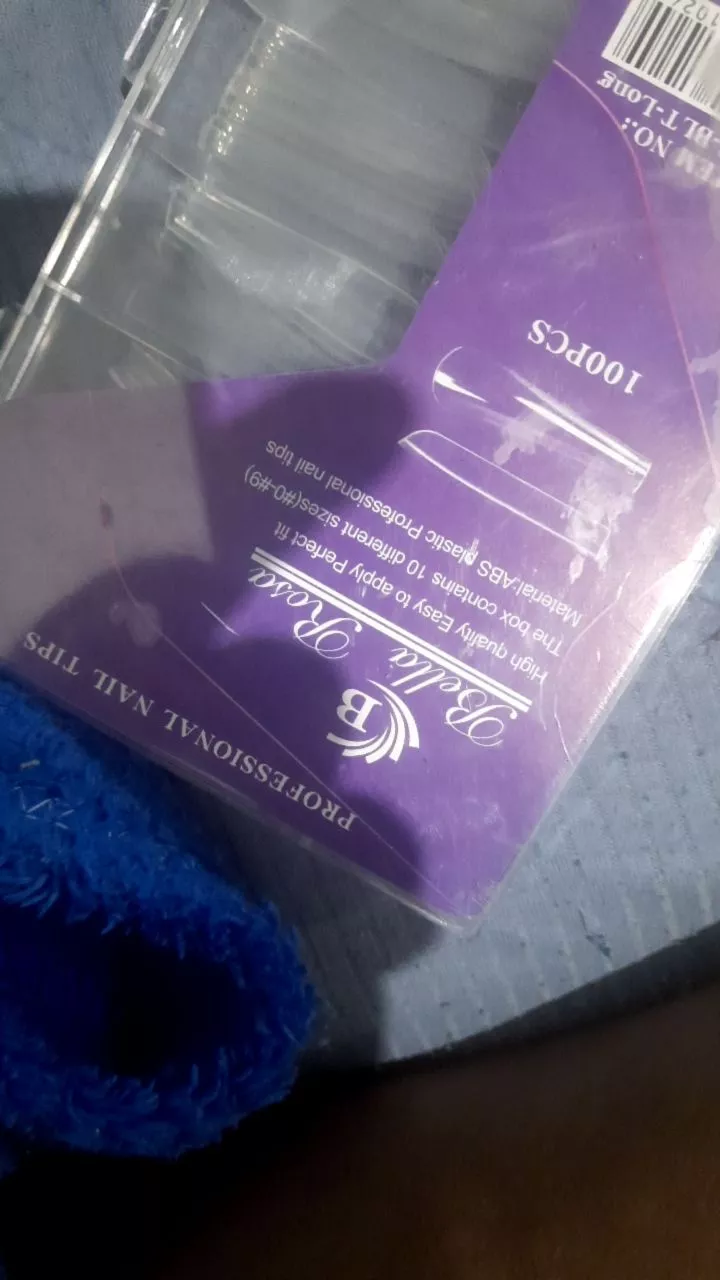 PROFESSIONAL NAIL TIPS
B
Bella Rosa
High quality Easy to apply Perfect fit
The box contains 10 different sizes(#0-#9)
Material:ABS plastic Professional nail tips
100PCS
NO.:
T-Long